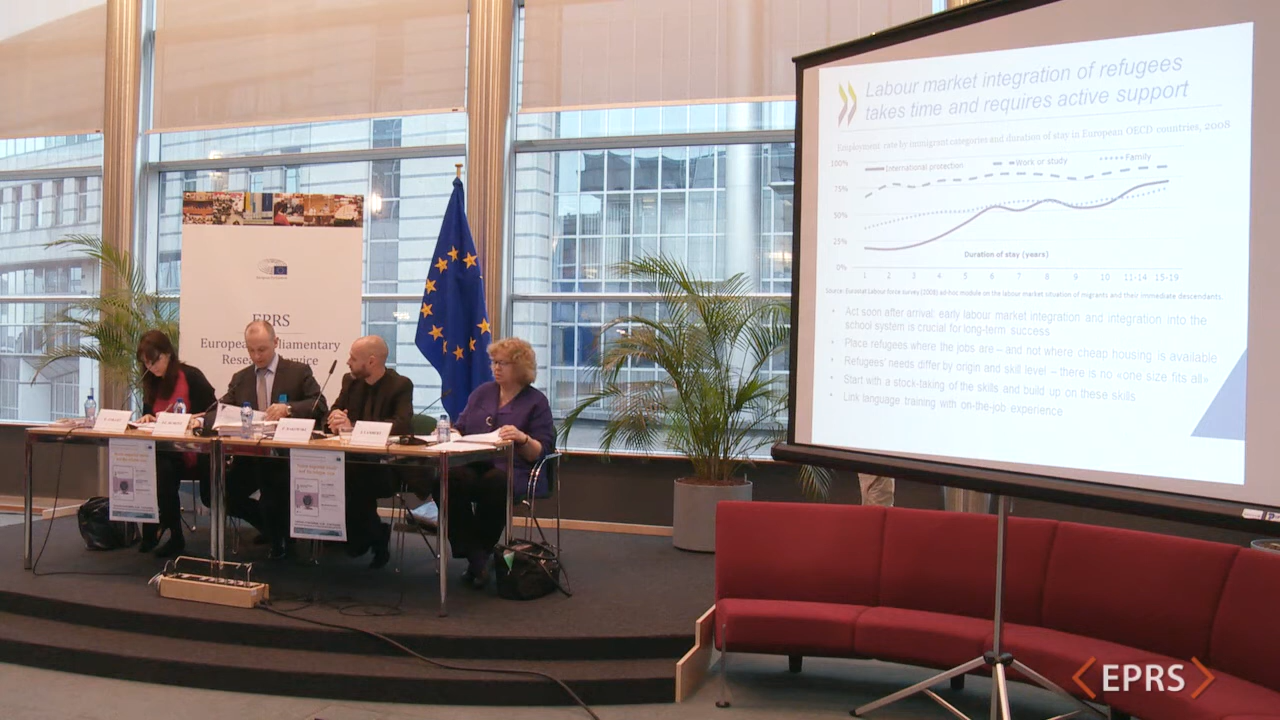 EPRS
European Parliamentary
Research Service
Labour market integration of refugees
takes time and requires active support
Employment rate by immigrant categories and duration of stay in European OECD countries, 2008
International protection
Work or study
Family
100%
75%
50%
25%
0%
Duration of stay (years)
1 2 3 4 5 6 7 8 9 10 11-14 15-19
Source: Eurostat Labour force survey (2008) ad-hoc module on the labour market situation of migrants and their immediate descendants
• Act soon after arrival: early labour market integration and integration into the
school system is crucial for long-term success
• Place refugees where the jobs are – and not where cheap housing is available
• Refugees' needs differ by origin and skill level – there is no «one size fits all»
• Start with a stock-taking of the skills and build up on these skills
• Link language training with on-the-job experience
EPRS